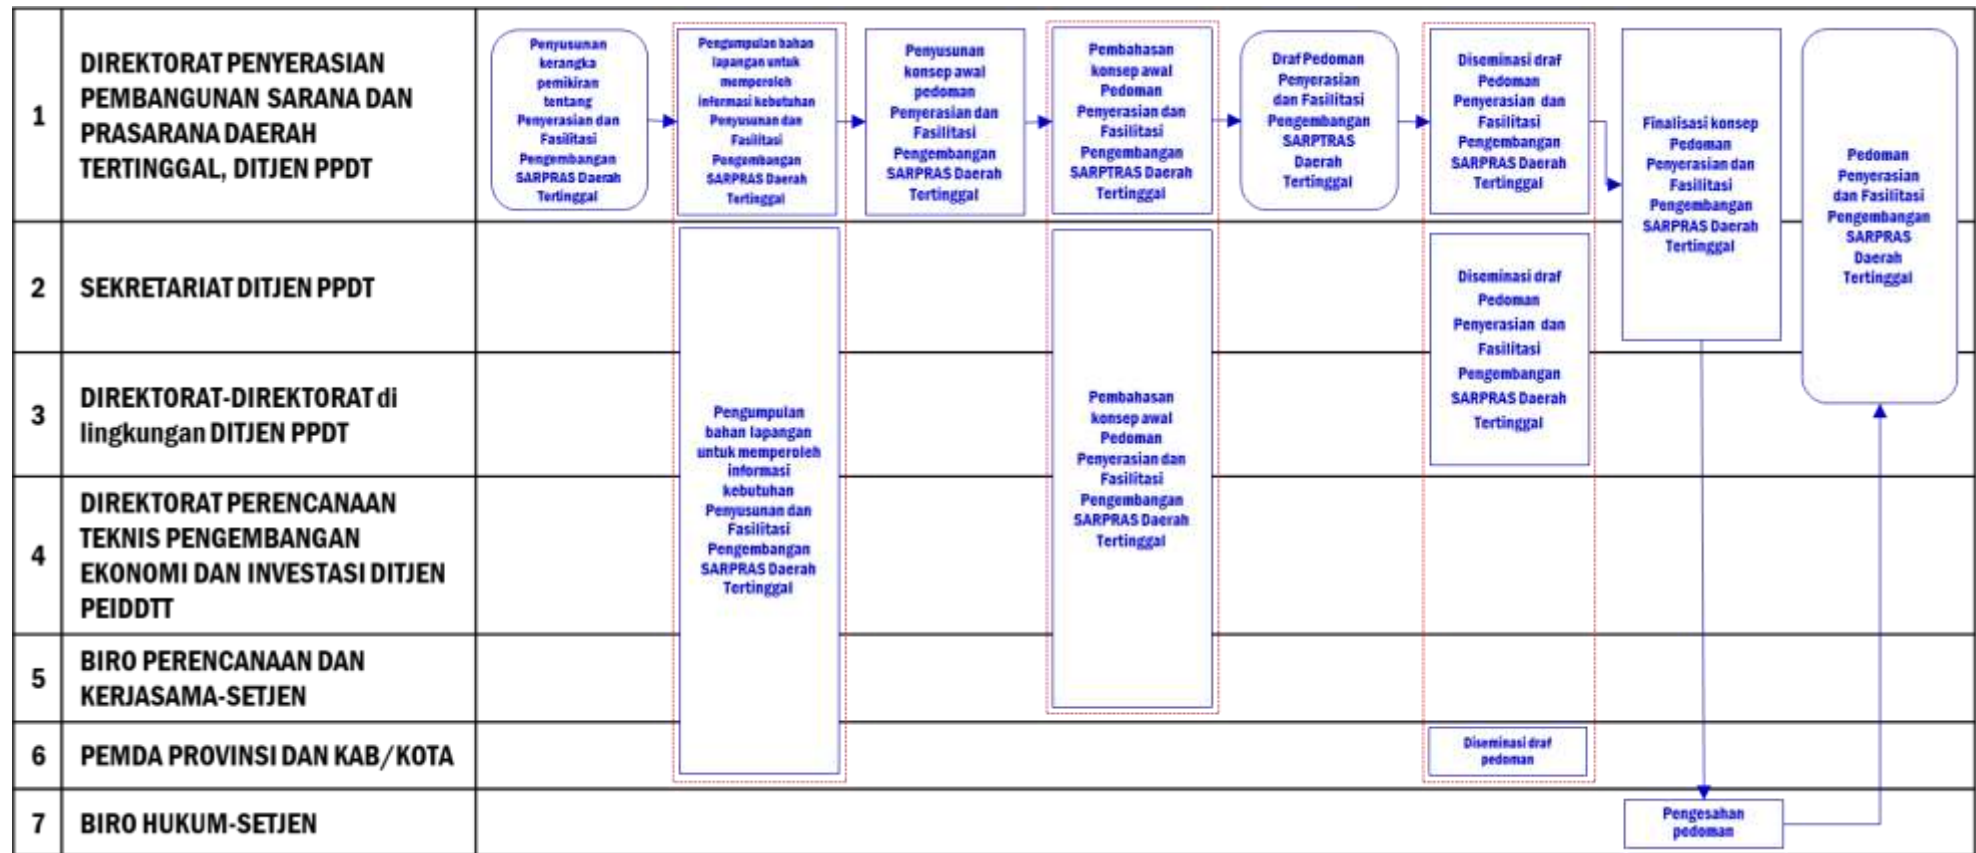 1
DIREKTORAT PENYERASIAN
PEMBANGUNAN SARANA DAN
PRASARANA DAERAH
TERTINGGAL, DITJEN PPDT
Penyusunan
kerangka
pemikiran
tentang
Penyerasian dan
Fasilitasi
Pengembangan
SARPRAS Daerah
Tertinggal
Pengumpulan bahan
lapangan untuk
memperoleh
informasi kebutuhan
Penyusunan dan
Fasilitasi
Pengembangan
SARPRAS Daerah
Tertinggal
Penyusunan
konsep awal
pedoman
Penyerasian dan
Fasilitasi
Pengembangan
SARPRAS Daerah
Tertinggal
Pembahasan
konsep awal
Pedoman
Penyerasian dan
Fasilitasi
Pengembangan
SARPTRAS Daerah
Tertinggal
Draf Pedoman
Penyerasian
dan Fasilitasi
Pengembangan
SARPTRAS
Daerah
Tertinggal
Diseminasi draf
Pedoman
Penyerasian dan
Fasilitasi
Pengembangan
SARPRAS Daerah
Tertinggal
Finalisasi konsep
Pedoman
Penyerasian dan
Fasilitasi
Pengembangan
SARPRAS Daerah
Tertinggal
Pedoman
Penyerasian
dan Fasilitasi
Pengembangan
SARPRAS
Daerah
Tertinggal
2
SEKRETARIAT DITJEN PPDT
Diseminasi draf
Pedoman
Penyerasian dan
Fasilitasi
Pengembangan
SARPRAS Daerah
Tertinggal
3
DIREKTORAT-DIREKTORAT di
lingkungan DITJEN PPDT
Pengumpulan
bahan lapangan
untuk memperoleh
informasi
kebutuhan
Penyusunan dan
Fasilitasi
Pengembangan
SARPRAS Daerah
Tertinggal
Pembahasan
konsep awal
Pedoman
Penyerasian dan
Fasilitasi
Pengembangan
SARPRAS Daerah
Tertinggal
4
DIREKTORAT PERENCANAAN
TEKNIS PENGEMBANGAN
EKONOMI DAN INVESTASI DITJEN
PEIDDTT
5
BIRO PERENCANAAN DAN
KERJASAMA-SETJEN
6
PEMDA PROVINSI DAN KAB/KOTA
Diseminasi draf
pedoman
7
BIRO HUKUM-SETJEN
Pengesahan
pedoman